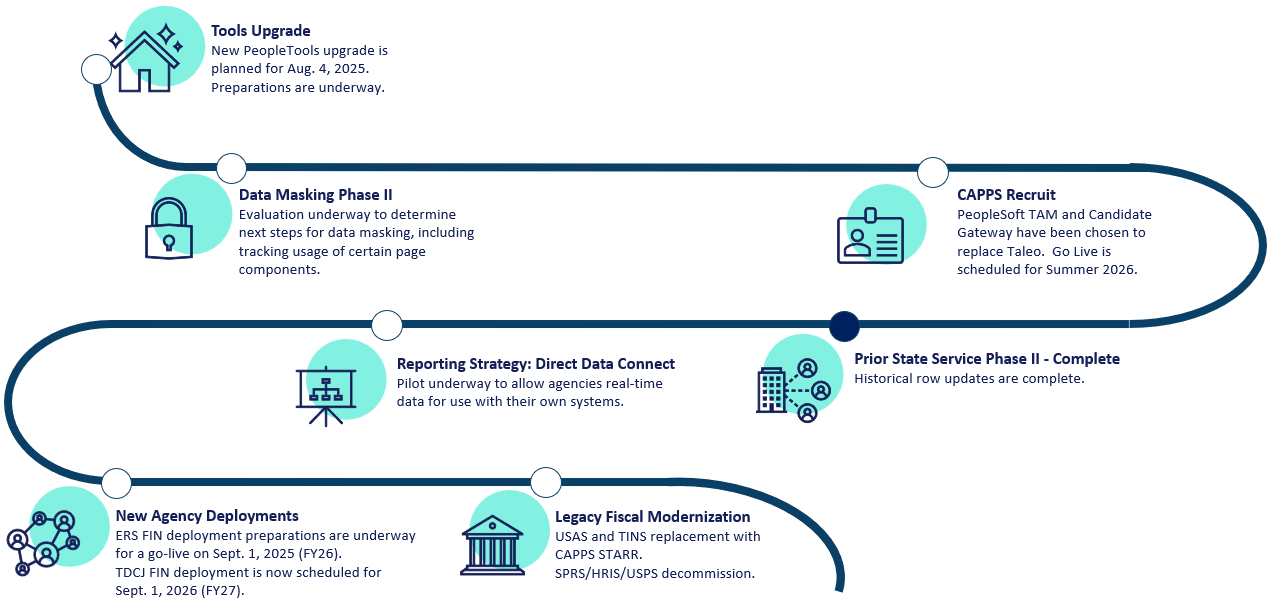 Tools Upgrade
New PeopleTools upgrade is
planned for Aug. 4, 2025.
Preparations are underway.
Data Masking Phase II
Evaluation underway to determine
next steps for data masking, including
tracking usage of certain page
components.
CAPPS Recruit
PeopleSoft TAM and Candidate
Gateway have been chosen to
replace Taleo.  Go Live is
scheduled for Summer 2026.
Prior State Service Phase II - Complete
Historical row updates are complete.
Reporting Strategy: Direct Data Connect
Pilot underway to allow agencies real-time
data for use with their own systems.
New Agency Deployments
ERS FIN deployment preparations are underway
for a go-live on Sept. 1, 2025 (FY26).
TDCJ FIN deployment is now scheduled for
Sept. 1, 2026 (FY27).
Legacy Fiscal Modernization
USAS and TINS replacement with
CAPPS STARR.
SPRS/HRIS/USPS decommission.